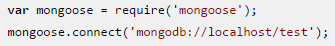 var mongoose = require('mongoose');
mongoose.connect('mongodb://localhost/test');